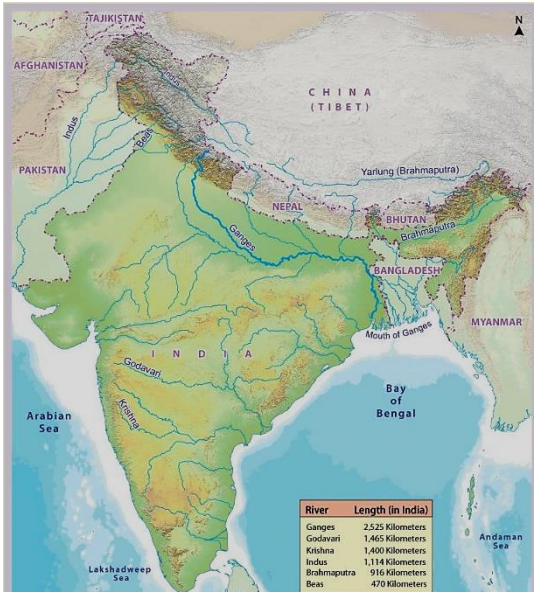 TAJIKISTAN
N
AFGHANISTAN
Indus
CHINA
(TIBET)
Indus
Beas
PAKISTAN
Yarlung (Brahmaputra)
NEPAL
BHUTAN
Brahmaputra
Ganges
BANGLADESH
MYANMAR
Mouth of Ganges
INDIA
Godavari
Krishna
Arabian
Sea
Bay
of
Bengal
River Length (in India)
Ganges 2,525 Kilometers
Godavari 1,465 Kilometers
Krishna 1,400 Kilometers
Indus 1,114 Kilometers
Brahmaputra 916 Kilometers
Beas 470 Kilometers
Andaman
Sea
Lakshadweep
Sea